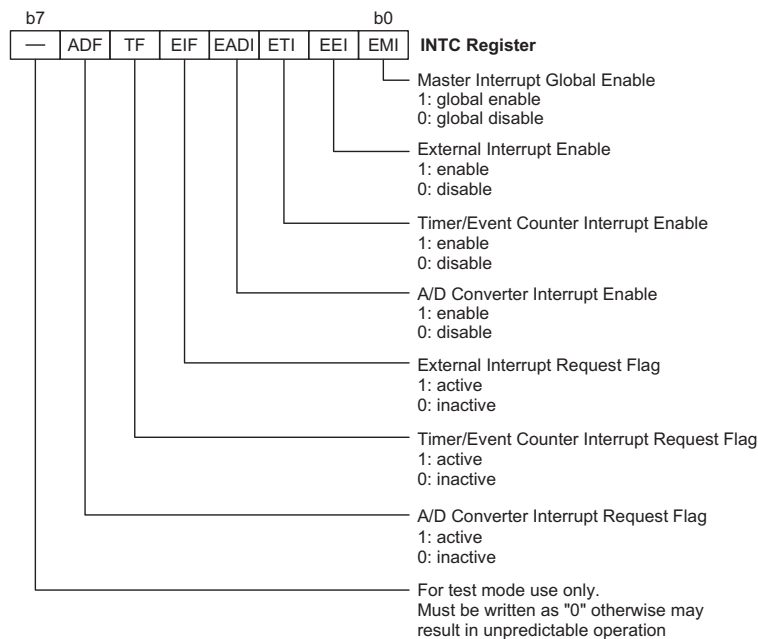 b7 b0
— ADF TF EIF EADI ETI EEI EMI INTC Register
Master Interrupt Global Enable
1: global enable
0: global disable
External Interrupt Enable
1: enable
0: disable
Timer/Event Counter Interrupt Enable
1: enable
0: disable
A/D Converter Interrupt Enable
1: enable
0: disable
External Interrupt Request Flag
1: active
0: inactive
Timer/Event Counter Interrupt Request Flag
1: active
0: inactive
A/D Converter Interrupt Request Flag
1: active
0: inactive
For test mode use only.
Must be written as "0" otherwise may
result in unpredictable operation